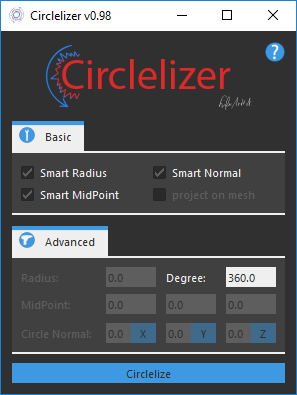 Circlelizer v0.98
Circlelizer
?
Basic
Smart Radius
Smart Normal
Smart MidPoint
project on mesh
Advanced
Radius: 0.0 Degree: 360.0
MidPoint: 0.0 0.0 0.0
Circle Normal: 0.0 X 0.0 Y 0.0 Z
Circlelize